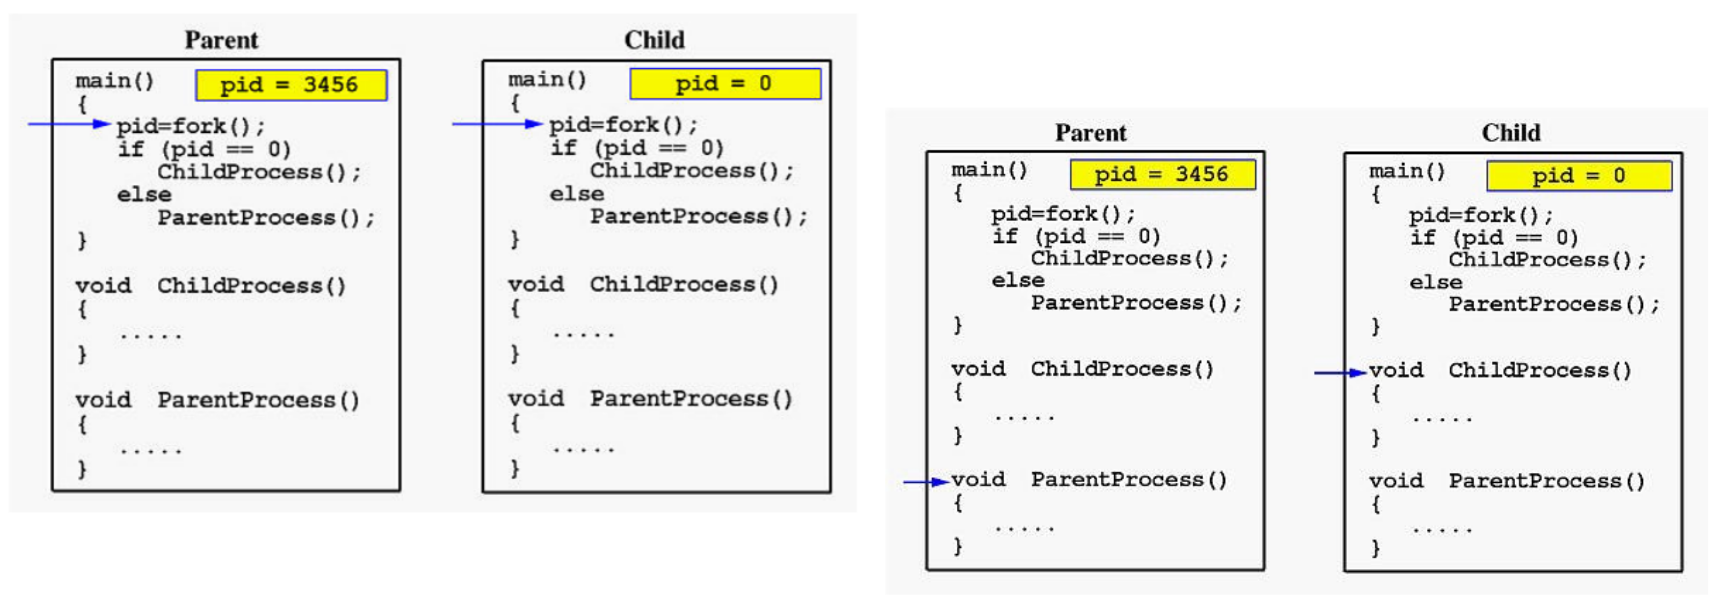 Parent
main()
pid = 3456
{
pid=fork();
if (pid == 0)
ChildProcess();
else
ParentProcess();
}
void ChildProcess()
{
.....
}
void ParentProcess()
{
.....
}
Child
main()
pid = 0
{
pid=fork();
if (pid == 0)
ChildProcess();
else
ParentProcess();
}
void ChildProcess()
{
.....
}
void ParentProcess()
{
.....
}
Parent
main()
pid = 3456
{
pid=fork();
if (pid == 0)
ChildProcess();
else
ParentProcess();
}
void ChildProcess()
{
.....
}
void ParentProcess()
{
.....
}
Child
main()
pid = 0
{
pid=fork();
if (pid == 0)
ChildProcess();
else
ParentProcess();
}
void ChildProcess()
{
.....
}
void ParentProcess()
{
.....
}